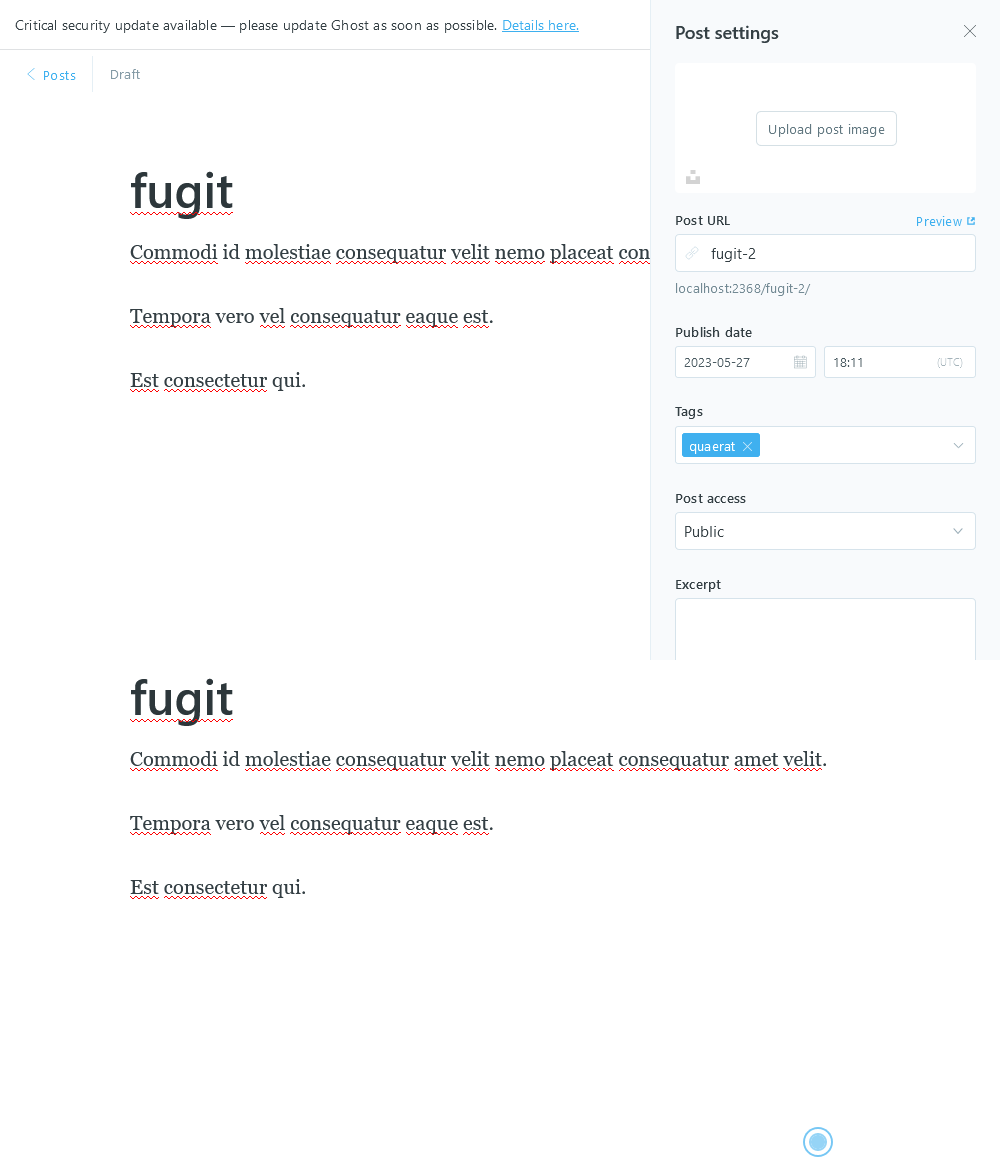 Critical security update available — please update Ghost as soon as possible. Details here.
Posts
Draft
fugit
Commodi id molestiae consequatur velit nemo placeat con
Tempora vero vel consequatur eaque est.
Est consectetur qui.
Post settings
Upload post image
Post URL
Preview
fugit-2
localhost:2368/fugit-2/
Publish date
2023-05-27
18:11
(UTC)
Tags
quaerat
Post access
Public
Excerpt
fugit
Commodi id molestiae consequatur velit nemo placeat consequatur amet velit.
Tempora vero vel consequatur eaque est.
Est consectetur qui.